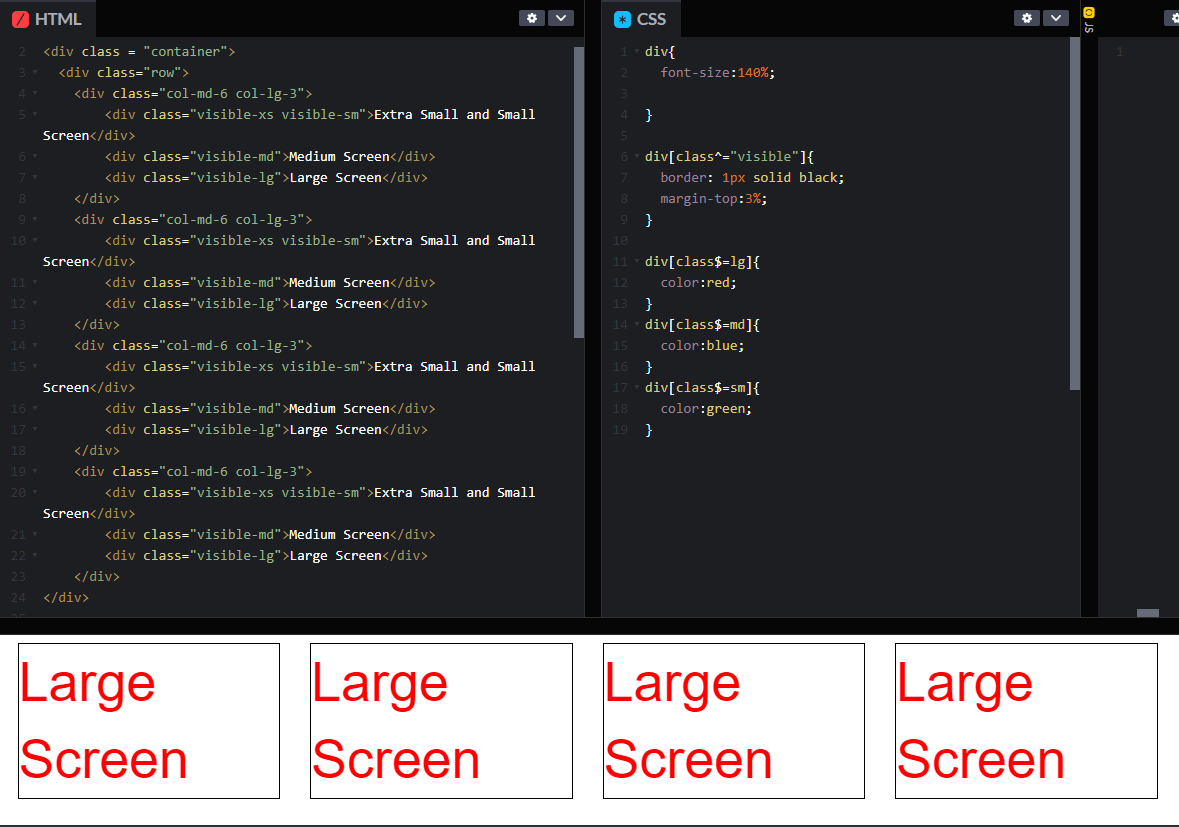 HTML
2 <div class = "container">
3 <div class="row">
4 <div class="col-md-6 col-lg-3">
5 <div class="visible-xs visible-sm">Extra Small and Small
Screen</div>
6 <div class="visible-md">Medium Screen</div>
7 <div class="visible-lg">Large Screen</div>
8 </div>
9 <div class="col-md-6 col-lg-3">
10 <div class="visible-xs visible-sm">Extra Small and Small
Screen</div>
11 <div class="visible-md">Medium Screen</div>
12 <div class="visible-lg">Large Screen</div>
13 </div>
14 <div class="col-md-6 col-lg-3">
15 <div class="visible-xs visible-sm">Extra Small and Small
Screen</div>
16 <div class="visible-md">Medium Screen</div>
17 <div class="visible-lg">Large Screen</div>
18 </div>
19 <div class="col-md-6 col-lg-3">
20 <div class="visible-xs visible-sm">Extra Small and Small
Screen</div>
21 <div class="visible-md">Medium Screen</div>
22 <div class="visible-lg">Large Screen</div>
23 </div>
24 </div>
CSS
1 div{
2 font-size:140%;
3
4 }
5
6 div[class^="visible"]{
7 border: 1px solid black;
8 margin-top:3%;
9 }
10
11 div[class$=lg]{
12 color:red;
13 }
14 div[class$=md]{
15 color:blue;
16 }
17 div[class$=sm]{
18 color:green;
19 }
JS
1
Large
Screen
Large
Screen
Large
Screen
Large
Screen